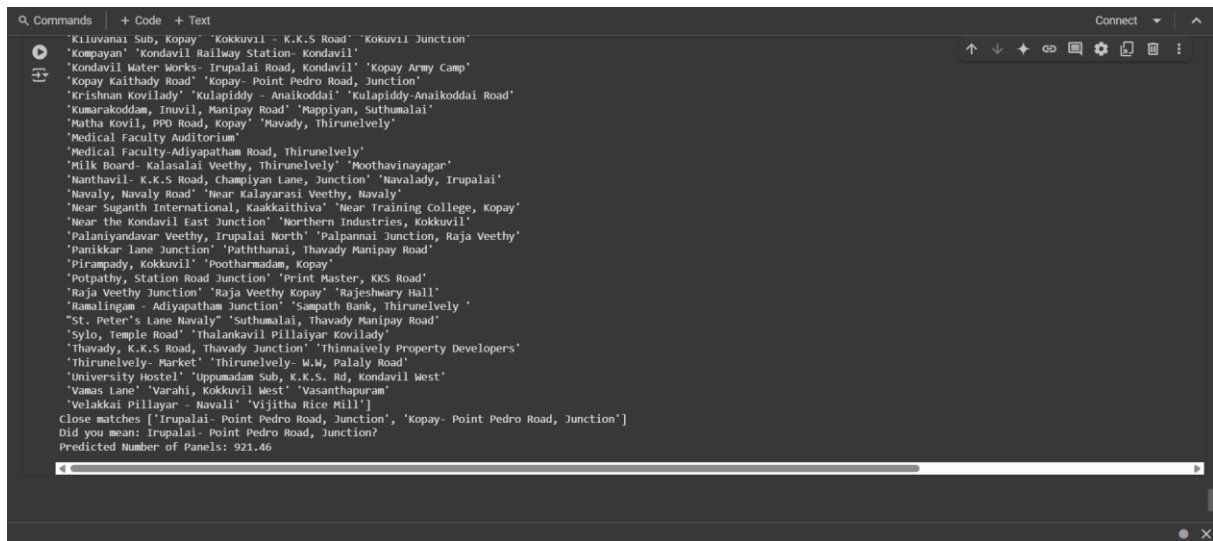 Commands + Code + Text Connect
'Kiluvanai Sub, Kopay' 'Kokkuvil - K.K.S Road' 'Kokuvil Junction'
'Kompayan' 'Kondavil Railway Station- Kondavil'
'Kondavil Water Works- Irupalai Road, Kondavil' 'Kopay Army Camp'
'Kopay Kaithady Road' 'Kopay- Point Pedro Road, Junction'
'Krishnan Kovilady' 'Kulapiddy - Anaikoddai' 'Kulapiddy-Anaikoddai Road'
'Kumarakoddam, Inuvil, Manipay Road' 'Mappiyan, Suthumalai'
'Matha Kovil, PPD Road, Kopay' 'Mavady, Thirunelvely'
'Medical Faculty Auditorium'
'Medical Faculty-Adiyapatham Road, Thirunelvely'
'Milk Board- Kalasalai Veethy, Thirunelvely' 'Moothavinayagar'
'Nanthavil- K.K.S Road, Champiyan Lane, Junction' 'Navalady, Irupalai'
'Navaly, Navaly Road' 'Near Kalayarasi Veethy, Navaly'
'Near Suganth International, Kaakkaithiva' 'Near Training College, Kopay'
'Near the Kondavil East Junction' 'Northern Industries, Kokkuvil'
'Palaniyandavar Veethy, Irupalai North' 'Palpannai Junction, Raja Veethy'
'Panikkar lane Junction' 'Paththanai, Thavady Manipay Road'
'Pirampady, Kokkuvil' 'Pootharmadam, Kopay'
'Potpathy, Station Road Junction' 'Print Master, KKS Road'
'Raja Veethy Junction' 'Raja Veethy Kopay' 'Rajeshwary Hall'
'Ramalingam - Adiyapatham Junction' 'Sampath Bank, Thirunelvely '
"St. Peter's Lane Navaly" 'Suthumalai, Thavady Manipay Road'
'Sylo, Temple Road' 'Thalankavil Pillaiyar Kovilady'
'Thavady, K.K.S Road, Thavady Junction' 'Thinnaively Property Developers'
'Thirunelvely- Market' 'Thirunelvely- W.W, Palaly Road'
'University Hostel' 'Uppumadam Sub, K.K.S. Rd, Kondavil West'
'Vamas Lane' 'Varahi, Kokkuvil West' 'Vasanthapuram'
'Velakkai Pillayar - Navali' 'Vijitha Rice Mill']
Close matches ['Irupalai- Point Pedro Road, Junction', 'Kopay- Point Pedro Road, Junction']
Did you mean: Irupalai- Point Pedro Road, Junction?
Predicted Number of Panels: 921.46